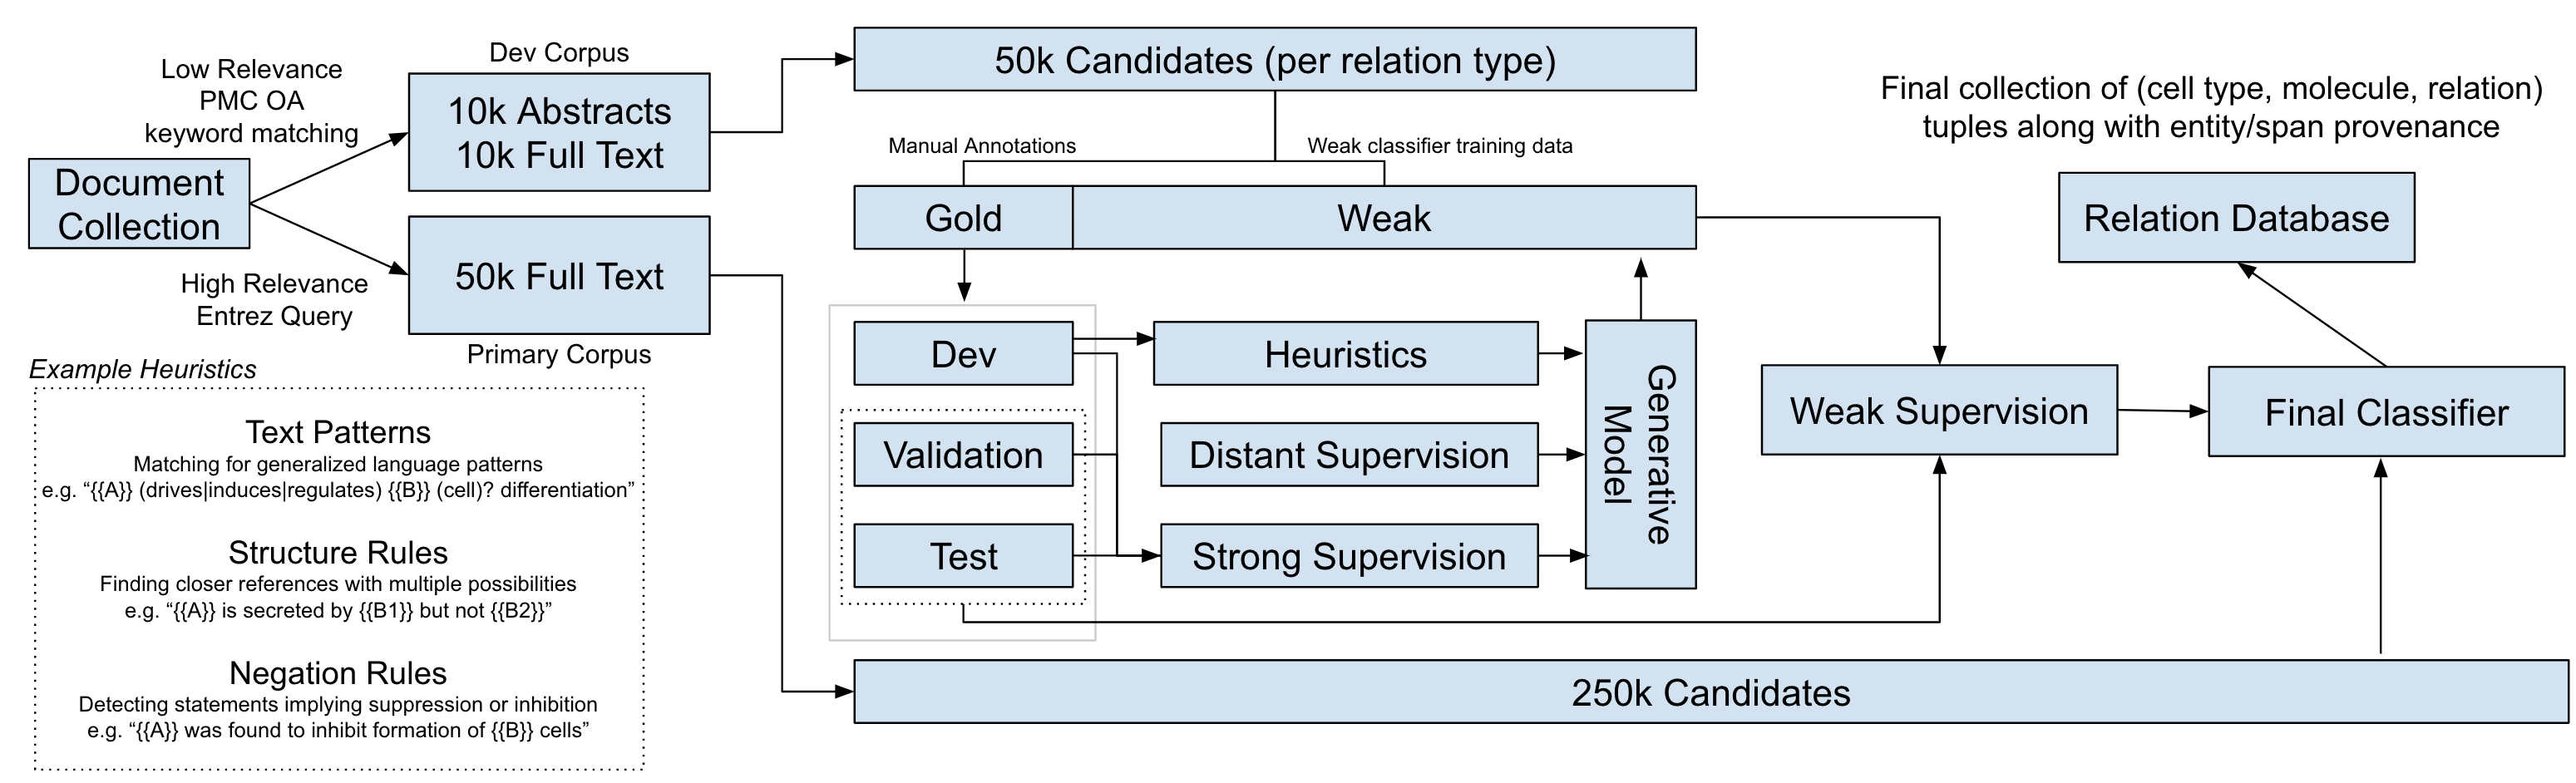 Low Relevance
PMC OA
keyword matching
Document
Collection
High Relevance
Entrez Query
Dev Corpus
10k Abstracts
10k Full Text
50k Full Text
Primary Corpus
Example Heuristics
Text Patterns
Matching for generalized language patterns
e.g. “{{A}} (drives|induces|regulates) {{B}} (cell)? differentiation”
Structure Rules
Finding closer references with multiple possibilities
e.g. “{{A}} is secreted by {{B1}} but not {{B2}}”
Negation Rules
Detecting statements implying suppression or inhibition
e.g. “{{A}} was found to inhibit formation of {{B}} cells”
50k Candidates (per relation type)
Manual Annotations
Weak classifier training data
Gold
Weak
Dev
Heuristics
Validation
Distant Supervision
Test
Strong Supervision
Generative
Model
Weak Supervision
Final Classifier
Final collection of (cell type, molecule, relation)
tuples along with entity/span provenance
Relation Database
250k Candidates